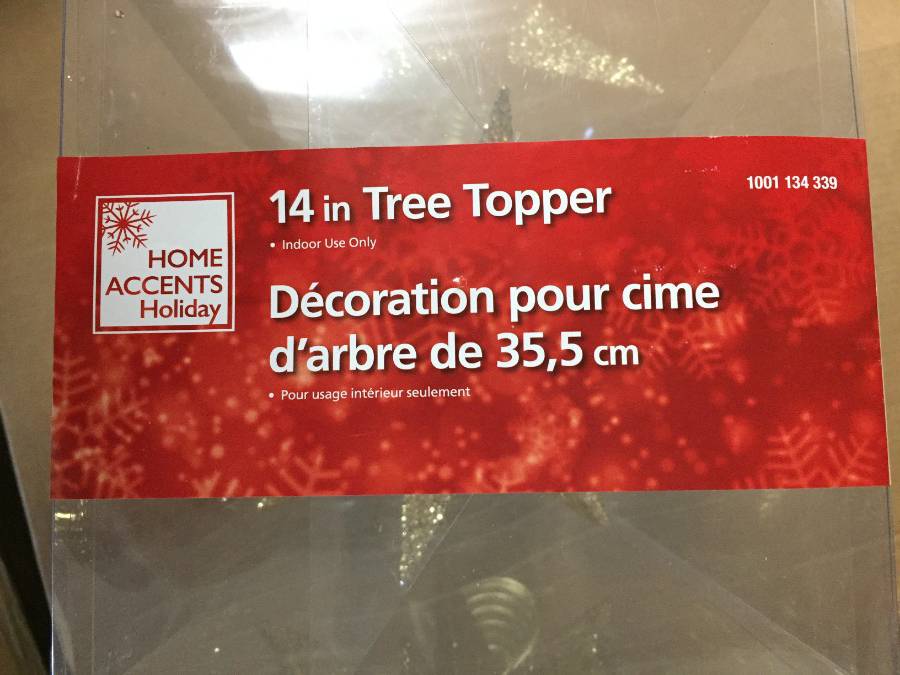 HOME
ACCENTS
Holiday
14 in Tree Topper
• Indoor Use Only
1001 134 339
Décoration pour cime
d'arbre de 35,5 cm
• Pour usage intérieur seulement